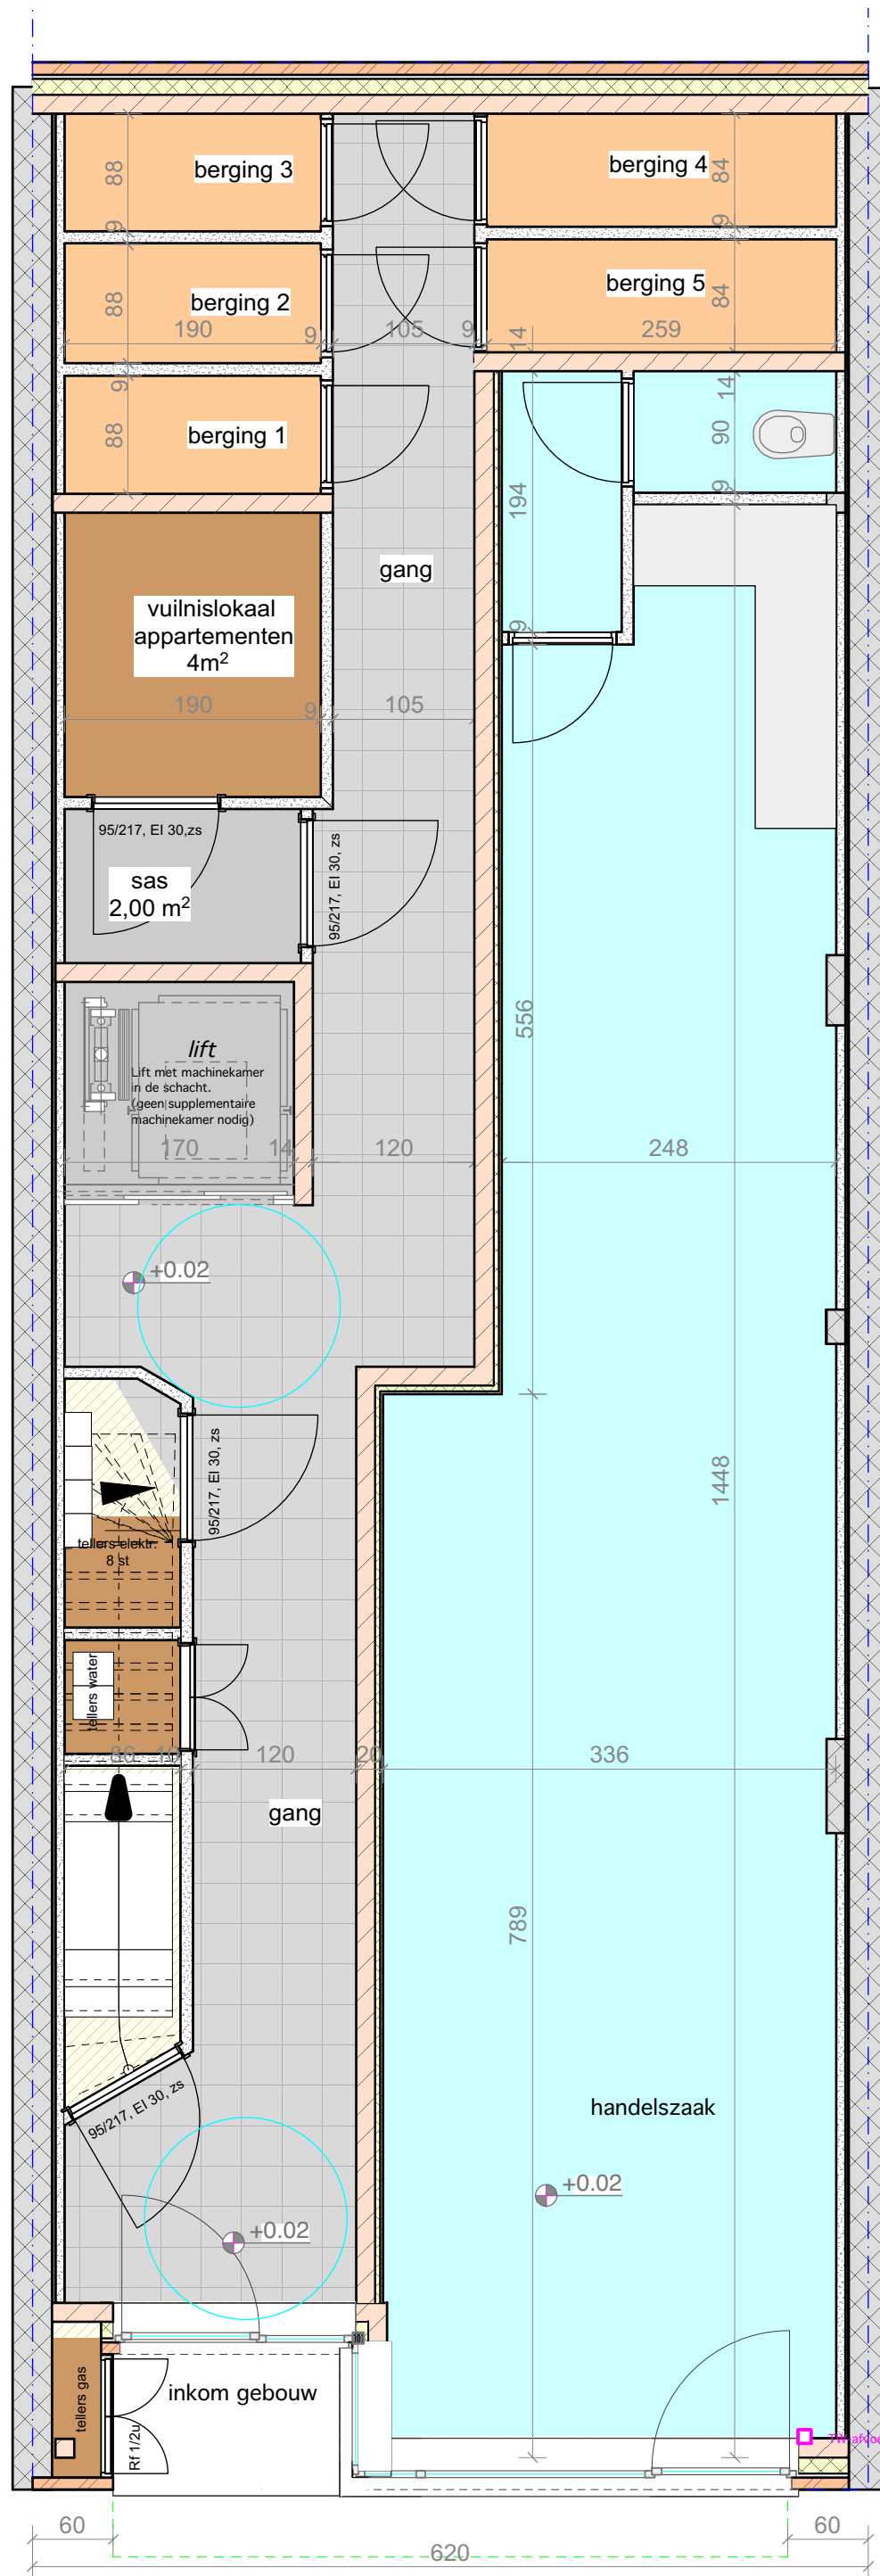 berging 3
berging 4
88
84
9
9
berging 2
berging 5
88
84
190
9
105
9
14
259
9
14
berging 1
88
90
9
194
gang
vuilnislokaal
appartementen
4m²
9
190
9
105
95/217, EI 30,zs
95/217, EI 30, zs
sas
2,00 m²
556
lift
Lift met machinekamer
in de schacht.
(geen supplementaire
machinekamer nodig)
170
14
120
248
+0.02
95/217, EI 30, zs
1448
tellers elektr.
8 st
tellers water
86
10
120
20
336
gang
789
95/217, EI 30, zs
handelszaak
+0.02
+0.02
tellers gas
Rf 1/2u
inkom gebouw
60
620
60